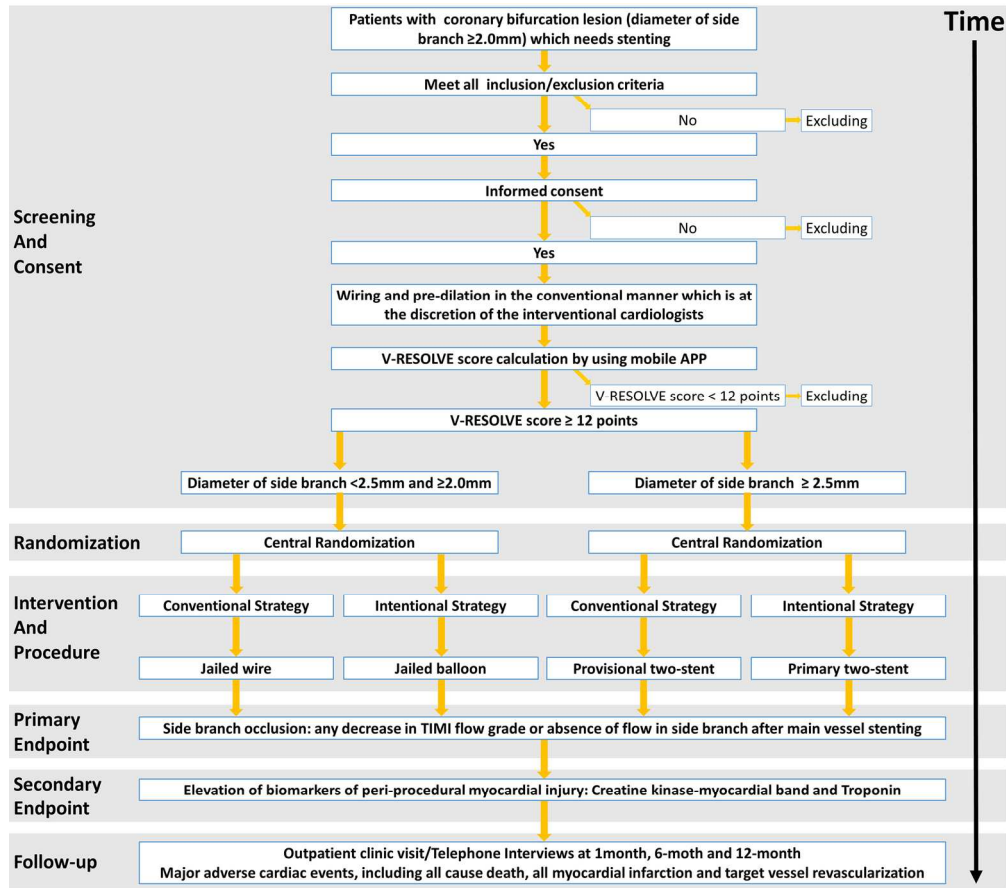 Time
Patients with coronary bifurcation lesion (diameter of side
branch ≥2.0mm) which needs stenting
Meet all inclusion/exclusion criteria
No
Excluding
Yes
Informed consent
No
Excluding
Screening
And
Consent
Yes
Wiring and pre-dilation in the conventional manner which is at
the discretion of the interventional cardiologists
V-RESOLVE score calculation by using mobile APP
V-RESOLVE score < 12 points
Excluding
V-RESOLVE score ≥ 12 points
Diameter of side branch <2.5mm and ≥2.0mm
Diameter of side branch ≥ 2.5mm
Randomization
Central Randomization
Central Randomization
Intervention
And
Procedure
Conventional Strategy
Intentional Strategy
Conventional Strategy
Intentional Strategy
Jailed wire
Jailed balloon
Provisional two-stent
Primary two-stent
Primary
Endpoint
Side branch occlusion: any decrease in TIMI flow grade or absence of flow in side branch after main vessel stenting
Secondary
Endpoint
Elevation of biomarkers of peri-procedural myocardial injury: Creatine kinase-myocardial band and Troponin
Follow-up
Outpatient clinic visit/Telephone Interviews at 1month, 6-moth and 12-month
Major adverse cardiac events, including all cause death, all myocardial infarction and target vessel revascularization